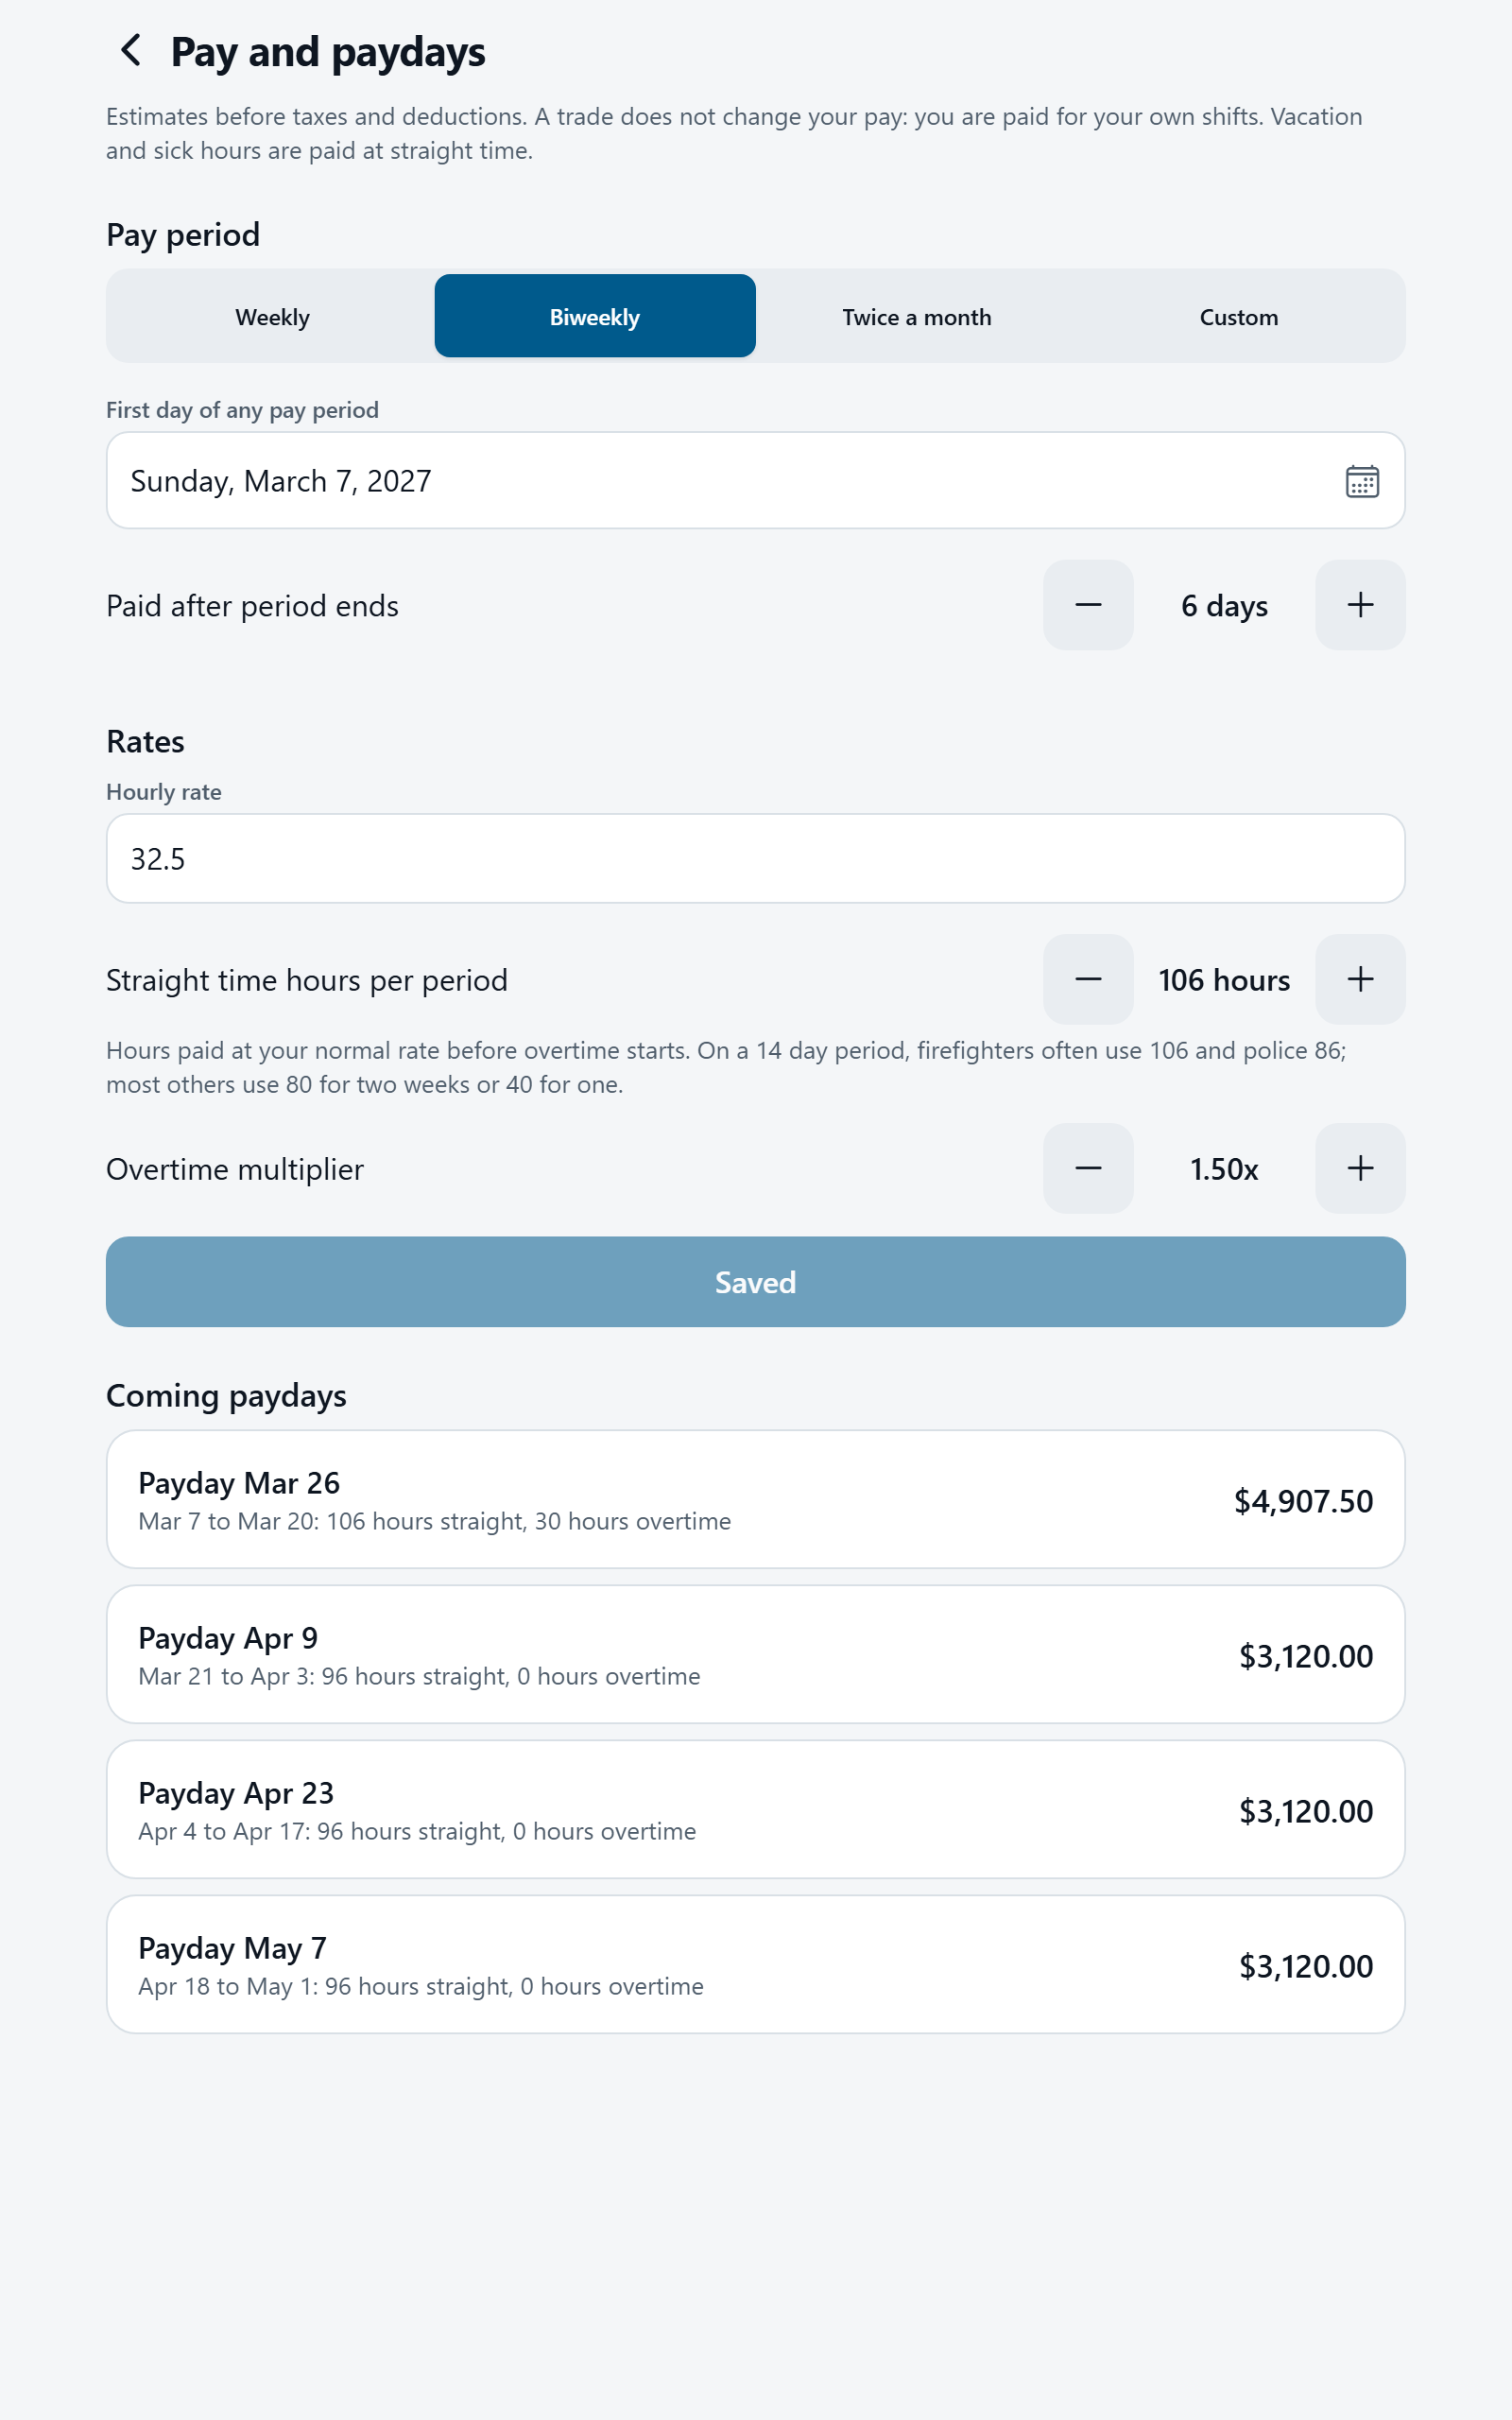 Pay and paydays
Estimates before taxes and deductions. A trade does not change your pay: you are paid for your own shifts. Vacation
and sick hours are paid at straight time.
Pay period
Weekly
Biweekly
Twice a month
Custom
First day of any pay period
Sunday, March 7, 2027
Paid after period ends
6 days
Rates
Hourly rate
32.5
Straight time hours per period
106 hours
Hours paid at your normal rate before overtime starts. On a 14 day period, firefighters often use 106 and police 86;
most others use 80 for two weeks or 40 for one.
Overtime multiplier
1.50x
Saved
Coming paydays
Payday Mar 26
Mar 7 to Mar 20: 106 hours straight, 30 hours overtime
$4,907.50
Payday Apr 9
Mar 21 to Apr 3: 96 hours straight, 0 hours overtime
$3,120.00
Payday Apr 23
Apr 4 to Apr 17: 96 hours straight, 0 hours overtime
$3,120.00
Payday May 7
Apr 18 to May 1: 96 hours straight, 0 hours overtime
$3,120.00